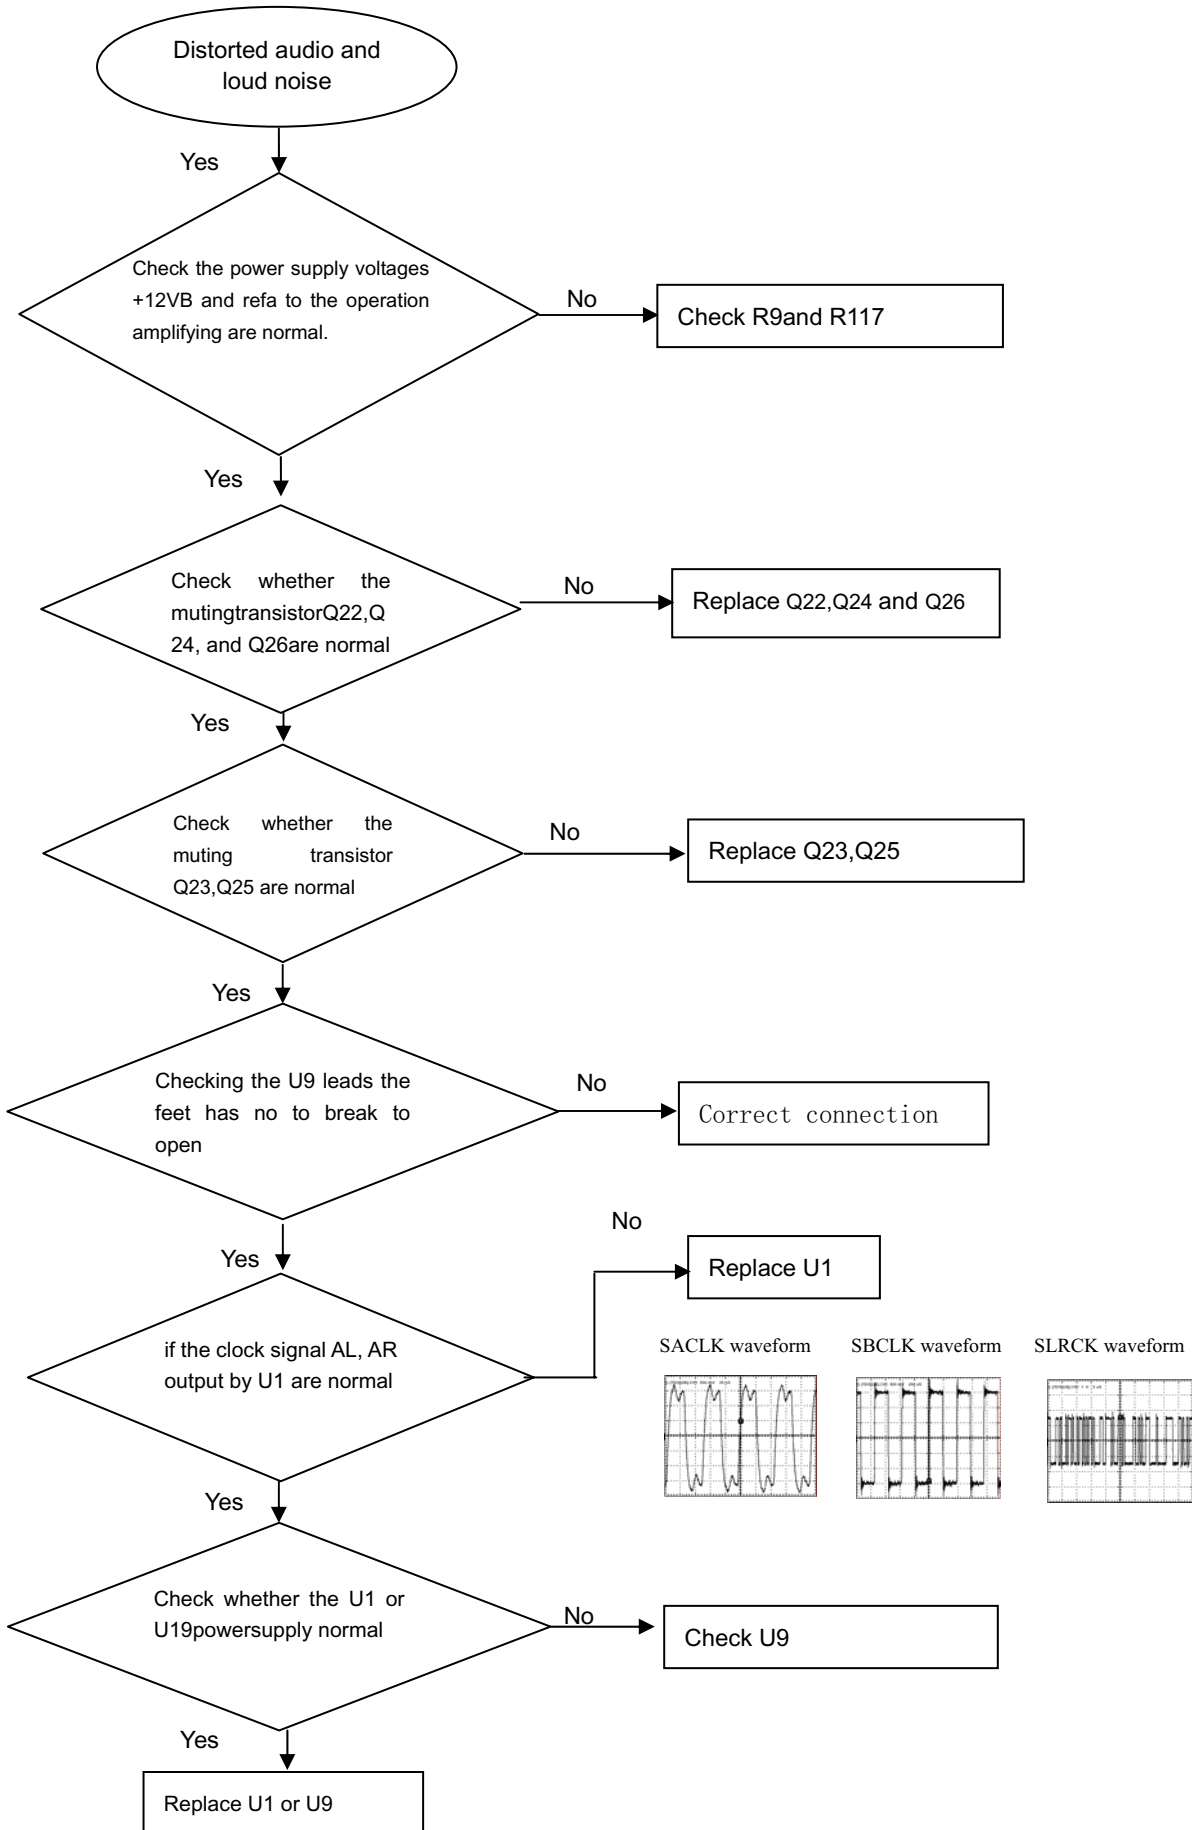 Distorted audio and
loud noise
Yes
Check the power supply voltages
+12VB and refa to the operation
amplifying are normal.
No
Check R9and R117
Yes
Check whether the
mutingtransistorQ22,Q
24, and Q26are normal
No
Replace Q22,Q24 and Q26
Yes
Check whether the
muting transistor
Q23,Q25 are normal
No
Replace Q23,Q25
Yes
Checking the U9 leads the
feet has no to break to
open
No
Correct connection
Yes
if the clock signal AL, AR
output by U1 are normal
No
Replace U1
SACLK waveform
SBCLK waveform
SLRCK waveform
Yes
Check whether the U1 or
U19powersupply normal
No
Check U9
Yes
Replace U1 or U9